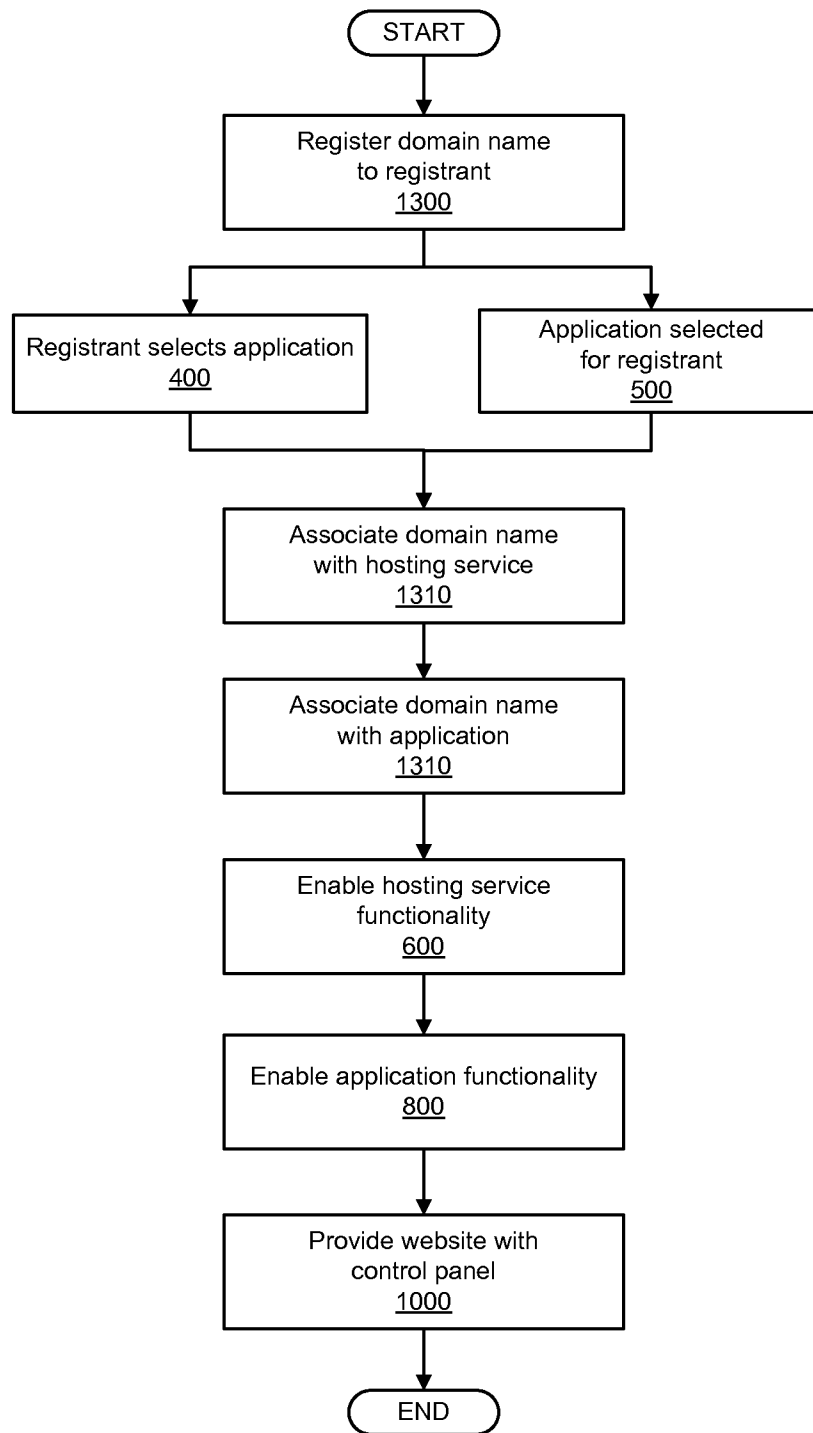 START
Register domain name
to registrant
1300
Registrant selects application
400
Application selected
for registrant
500
Associate domain name
with hosting service
1310
Associate domain name
with application
1310
Enable hosting service
functionality
600
Enable application functionality
800
Provide website with
control panel
1000
END